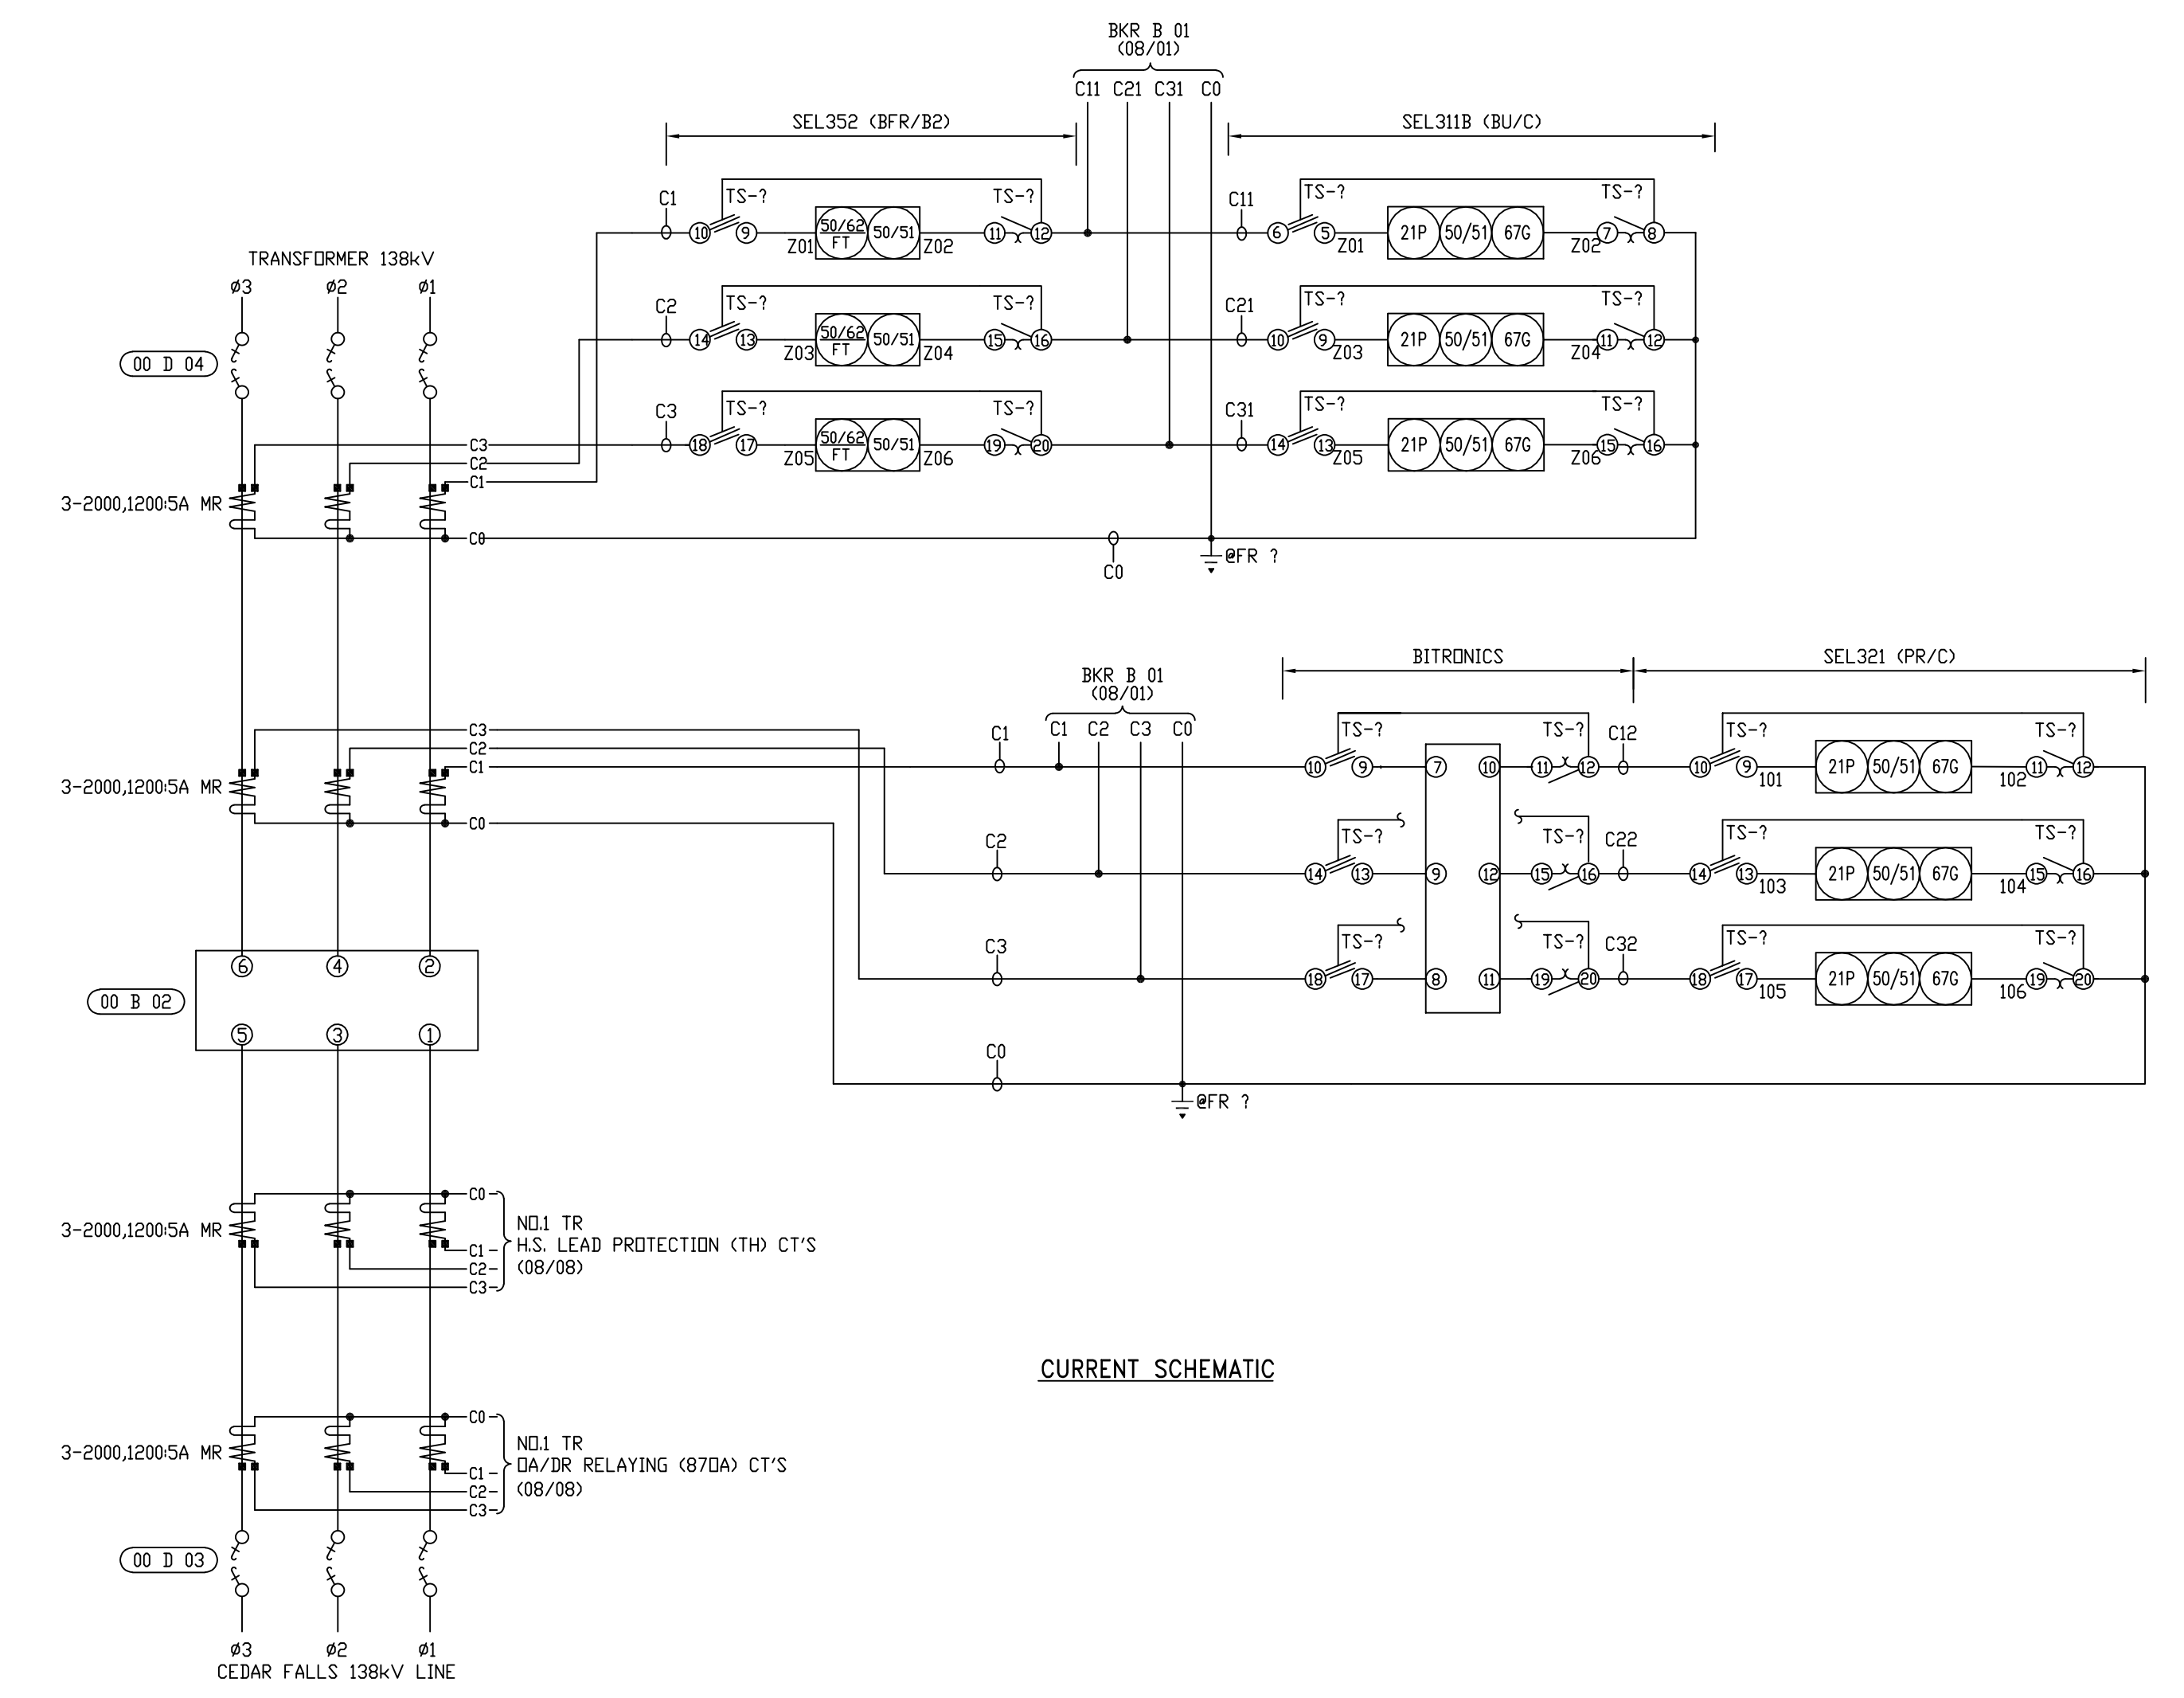 BKR B 01
(08/01)
C11 C21 C31 C0
SEL352 (BFR/B2)
SEL311B (BU/C)
C1 TS-? TS-? C11 TS-? TS-?
10 9 Z01 50/62 FT 50/51 Z02 11 12 6 5 Z01 21P 50/51 67G Z02 7 8
C2 TS-? TS-? C21 TS-? TS-?
14 13 Z03 50/62 FT 50/51 Z04 15 16 10 9 Z03 21P 50/51 67G Z04 11 12
C3 TS-? TS-? C31 TS-? TS-?
18 17 Z05 50/62 FT 50/51 Z06 19 20 14 13 Z05 21P 50/51 67G Z06 15 16
TRANSFORMER 138kV
Ø3 Ø2 Ø1
00 D 04
C3
C2
C1
3-2000,1200:5A MR
C0
C0
@FR ?
BKR B 01
(08/01)
C1 C2 C3 C0
BITRONICS
SEL321 (PR/C)
C3
C2
C1
3-2000,1200:5A MR
C0
C1 TS-? TS-? C12 TS-? TS-?
10 9 7 10 11 12 10 9 101 21P 50/51 67G 102 11 12
C2 TS-? TS-? C22 TS-? TS-?
14 13 9 12 15 16 14 13 103 21P 50/51 67G 104 15 16
C3 TS-? TS-? C32 TS-? TS-?
18 17 8 11 19 20 18 17 105 21P 50/51 67G 106 19 20
C0
@FR ?
6 4 2
00 B 02
5 3 1
C0
3-2000,1200:5A MR
C1
C2
C3
NO.1 TR
H.S. LEAD PROTECTION (TH) CT'S
(08/08)
CURRENT SCHEMATIC
C0
3-2000,1200:5A MR
C1
C2
C3
NO.1 TR
OA/DR RELAYING (870A) CT'S
(08/08)
00 D 03
Ø3 Ø2 Ø1
CEDAR FALLS 138kV LINE